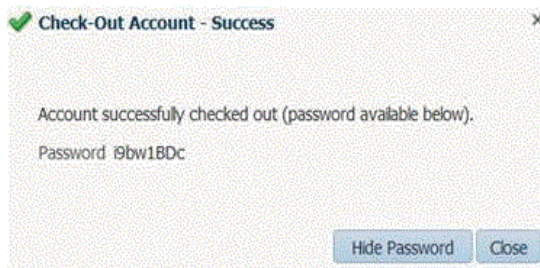 Check-Out Account - Success
Account successfully checked out (password available below).
Password i9bw1BDc
Hide Password Close